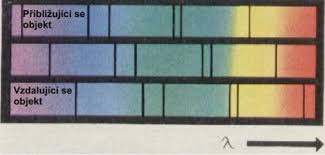 Přibližující se
objekt
Vzdalující se
objekt
λ